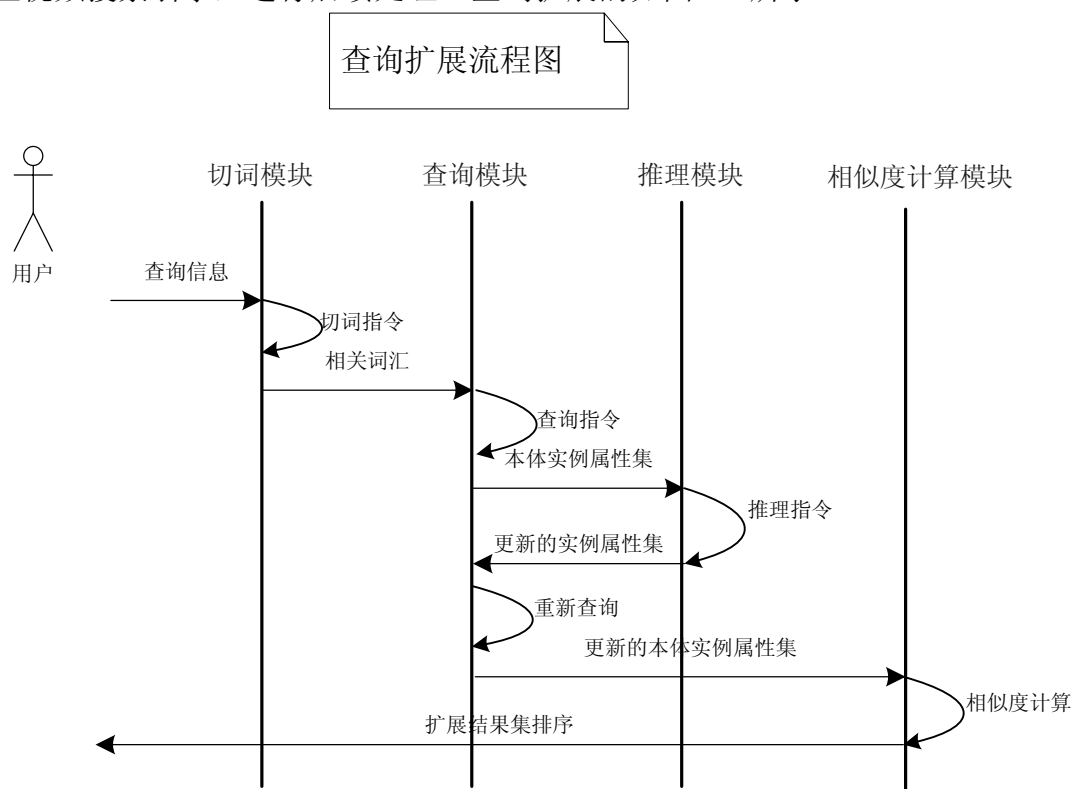 查询扩展流程图
切词模块
查询模块
推理模块
相似度计算模块
用户
查询信息
切词指令
相关词汇
查询指令
本体实例属性集
推理指令
更新的实例属性集
重新查询
更新的本体实例属性集
相似度计算
扩展结果集排序